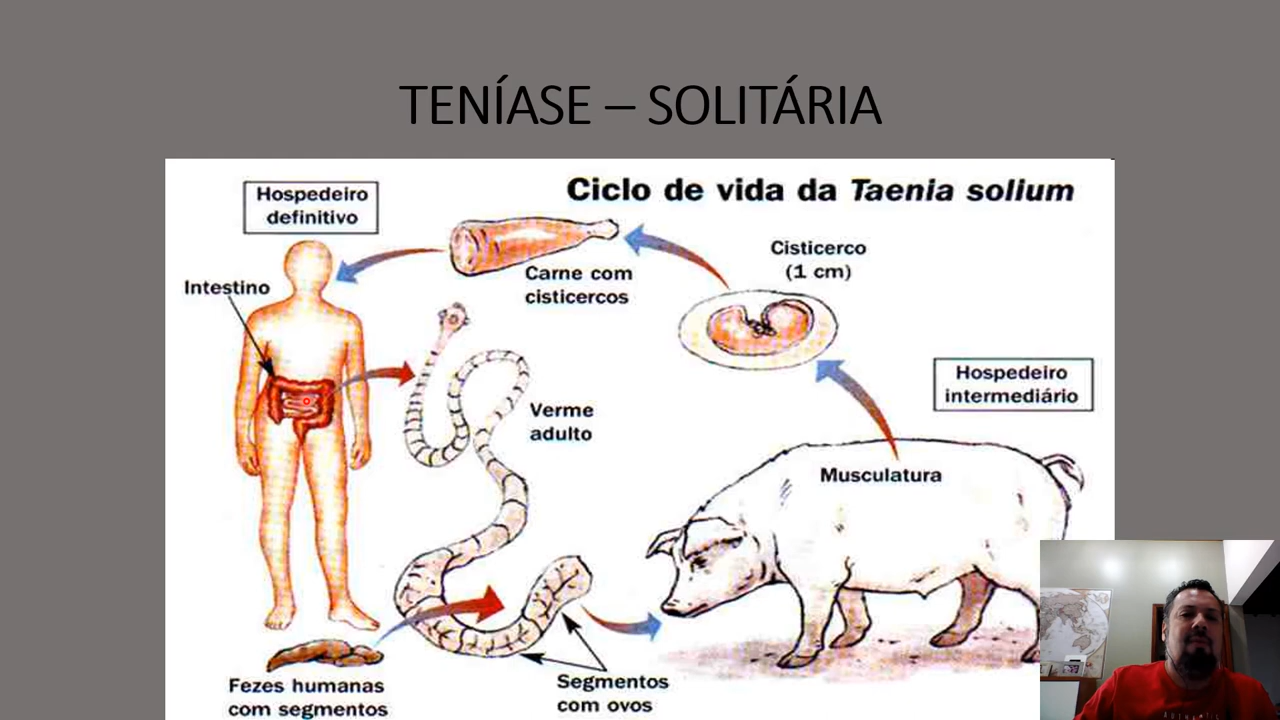 TENÍASE – SOLITÁRIA
Ciclo de vida da Taenia solium
Hospedeiro
definitivo
Intestino
Carne com
cisticercos
Cisticerco
(1 cm)
Hospedeiro
intermediário
Verme
adulto
Musculatura
Fezes humanas
com segmentos
Segmentos
com ovos